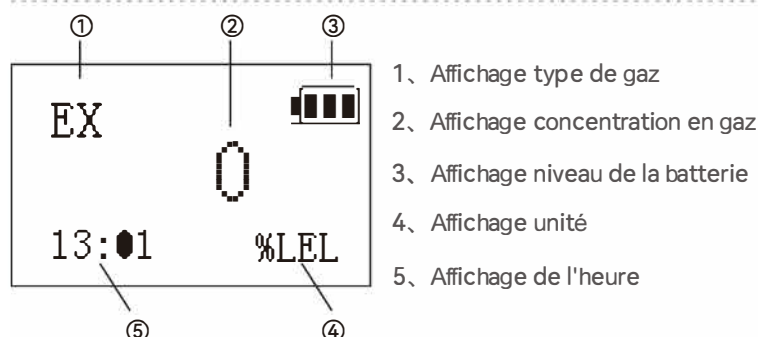 ① ② ③
EX
0
13:01
%LEL
⑤ ④
1、Affichage type de gaz
2、Affichage concentration en gaz
3、Affichage niveau de la batterie
4、Affichage unité
5、Affichage de l'heure